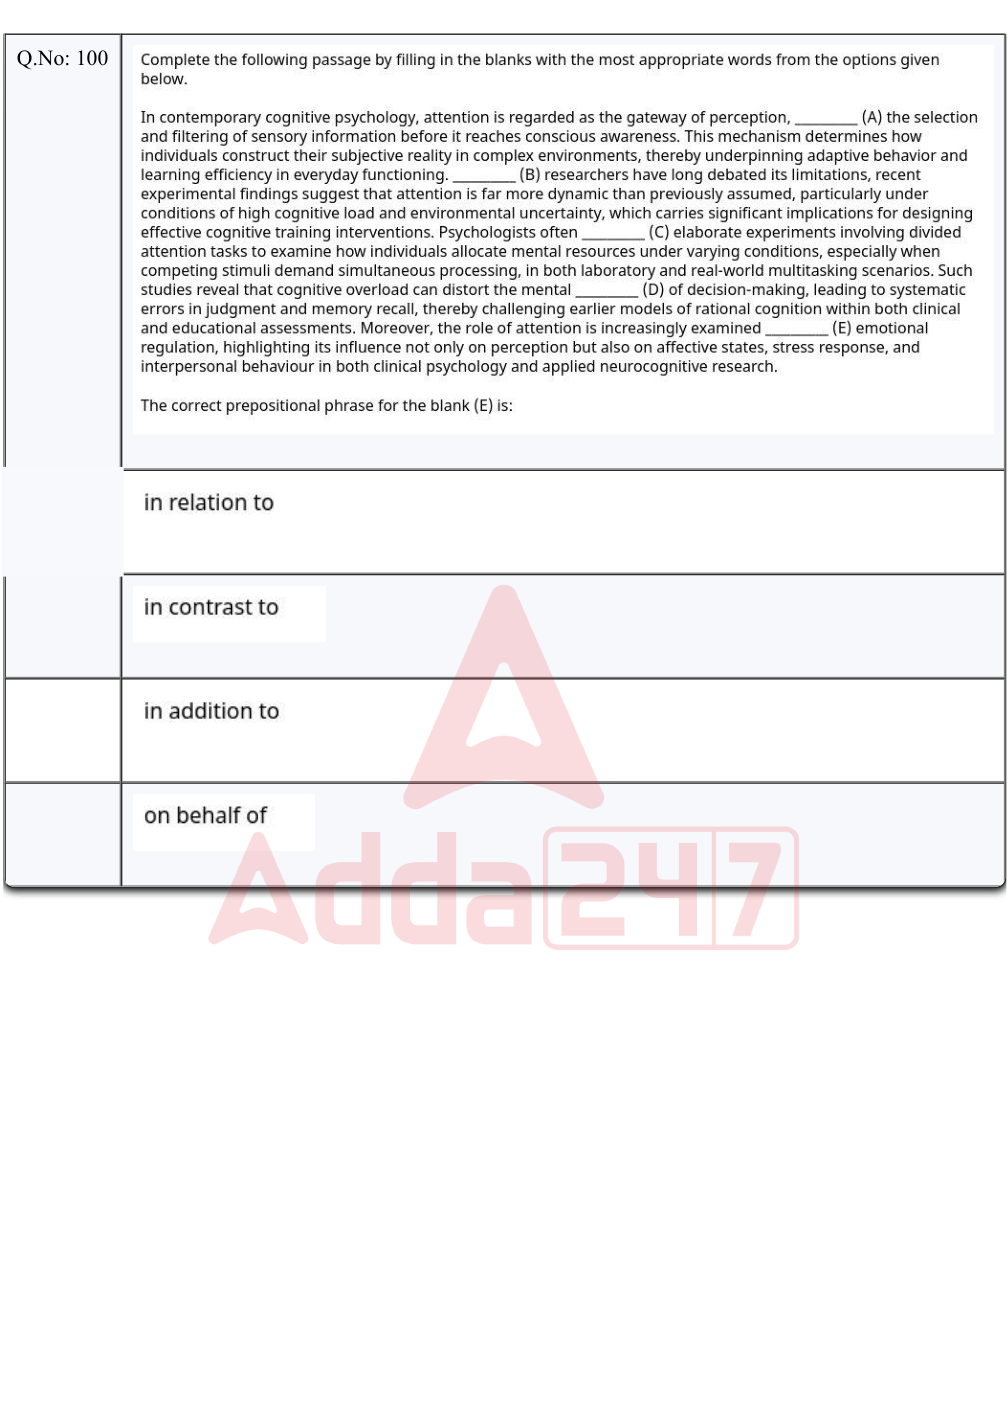 Q.No: 100
Complete the following passage by filling in the blanks with the most appropriate words from the options given
below.
In contemporary cognitive psychology, attention is regarded as the gateway of perception, ________ (A) the selection
and filtering of sensory information before it reaches conscious awareness. This mechanism determines how
individuals construct their subjective reality in complex environments, thereby underpinning adaptive behavior and
learning efficiency in everyday functioning. ________ (B) researchers have long debated its limitations, recent
experimental findings suggest that attention is far more dynamic than previously assumed, particularly under
conditions of high cognitive load and environmental uncertainty, which carries significant implications for designing
effective cognitive training interventions. Psychologists often ________ (C) elaborate experiments involving divided
attention tasks to examine how individuals allocate mental resources under varying conditions, especially when
competing stimuli demand simultaneous processing, in both laboratory and real-world multitasking scenarios. Such
studies reveal that cognitive overload can distort the mental ________ (D) of decision-making, leading to systematic
errors in judgment and memory recall, thereby challenging earlier models of rational cognition within both clinical
and educational assessments. Moreover, the role of attention is increasingly examined ________ (E) emotional
regulation, highlighting its influence not only on perception but also on affective states, stress response, and
interpersonal behaviour in both clinical psychology and applied neurocognitive research.
The correct prepositional phrase for the blank (E) is:
in relation to
in contrast to
in addition to
on behalf of
Adda247